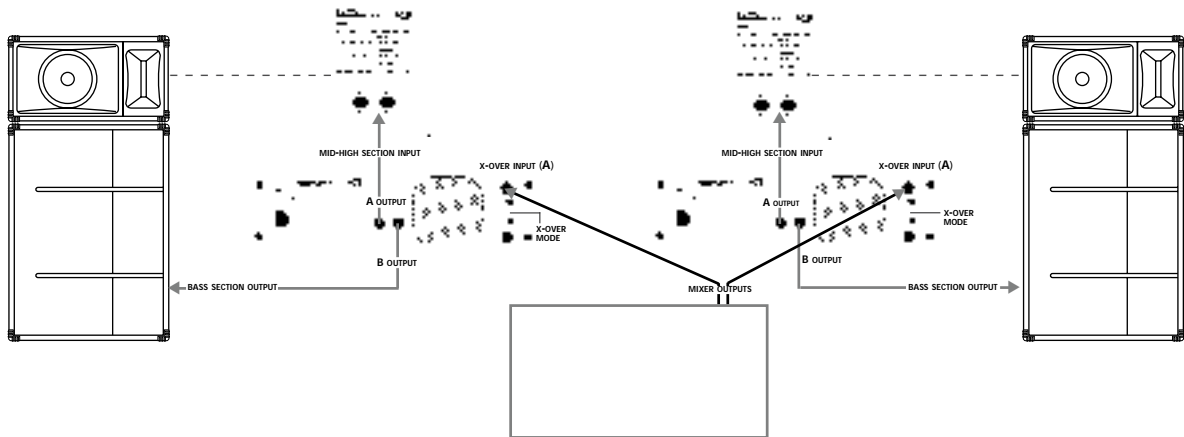 MID-HIGH SECTION INPUT
X-OVER INPUT (A)
A OUTPUT
X-OVER
MODE
B OUTPUT
BASS SECTION OUTPUT
MIXER OUTPUTS
MID-HIGH SECTION INPUT
X-OVER INPUT (A)
A OUTPUT
X-OVER
MODE
B OUTPUT
BASS SECTION OUTPUT